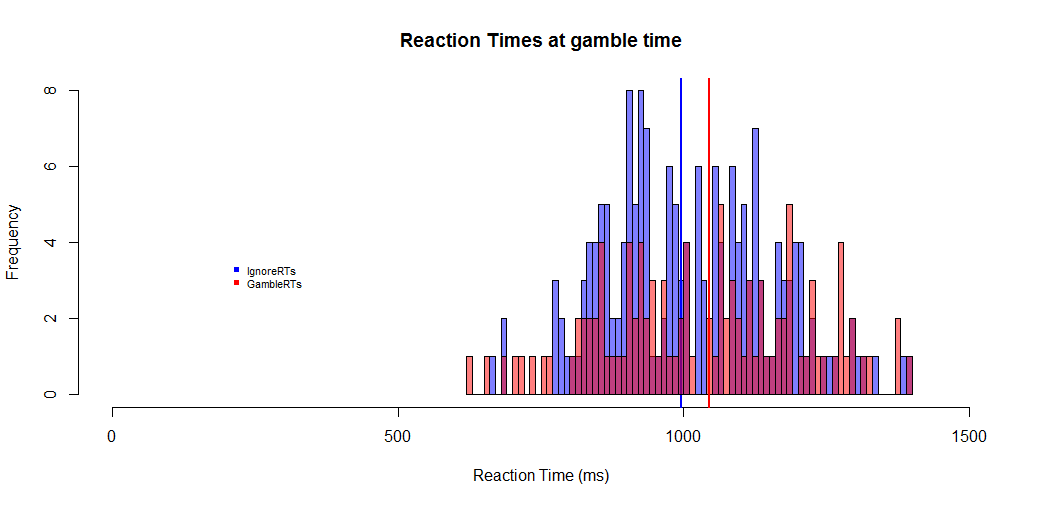 Reaction Times at gamble time
8
6
4
2
0
Frequency
IgnoreRTs
GambleRTs
0 500 1000 1500
Reaction Time (ms)